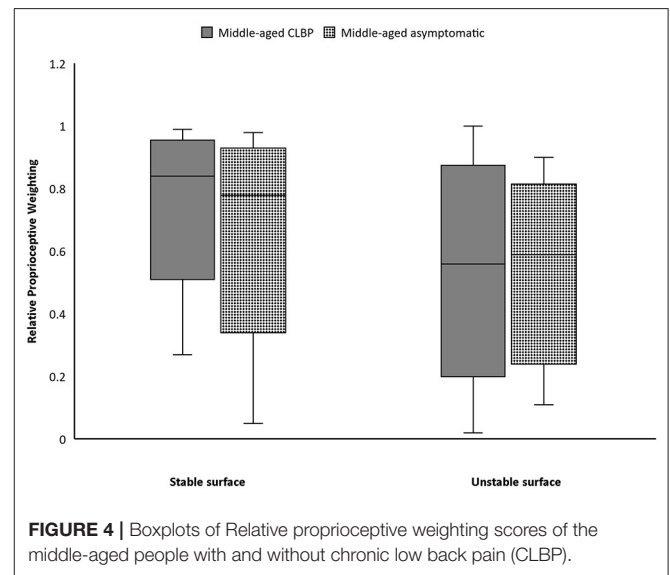 Middle-aged CLBP Middle-aged asymptomatic
1.2
1
0.8
0.6
0.4
0.2
0
Relative Proprioceptive Weighting
Stable surface Unstable surface
FIGURE 4 | Boxplots of Relative proprioceptive weighting scores of the
middle-aged people with and without chronic low back pain (CLBP).